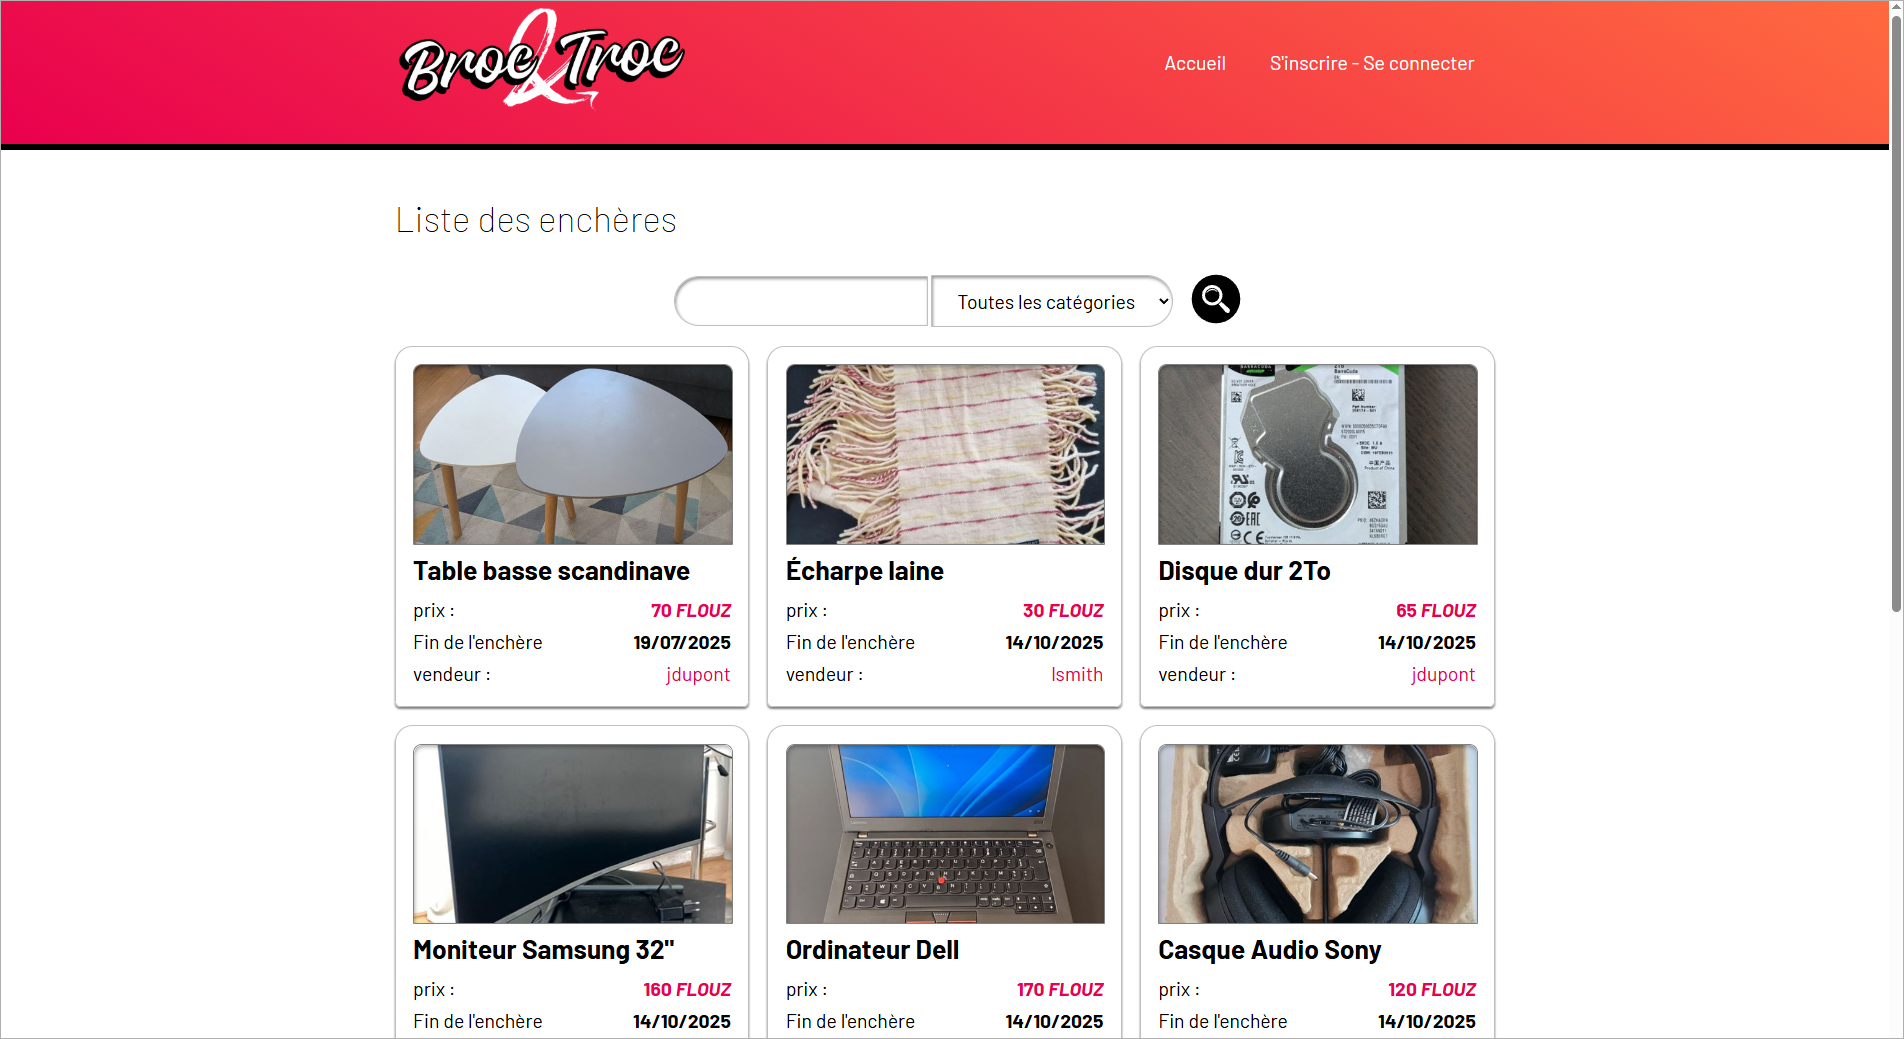 Broc2Troc
Accueil
S'inscrire - Se connecter
Liste des enchères
Toutes les catégories
BarraCuda
Table basse scandinave
prix : 70 FLOUZ
Fin de l'enchère 19/07/2025
vendeur : jdupont
Écharpe laine
prix : 30 FLOUZ
Fin de l'enchère 14/10/2025
vendeur : lsmith
Disque dur 2To
prix : 65 FLOUZ
Fin de l'enchère 14/10/2025
vendeur : jdupont
Moniteur Samsung 32"
prix : 160 FLOUZ
Fin de l'enchère 14/10/2025
Ordinateur Dell
prix : 170 FLOUZ
Fin de l'enchère 14/10/2025
Casque Audio Sony
prix : 120 FLOUZ
Fin de l'enchère 14/10/2025